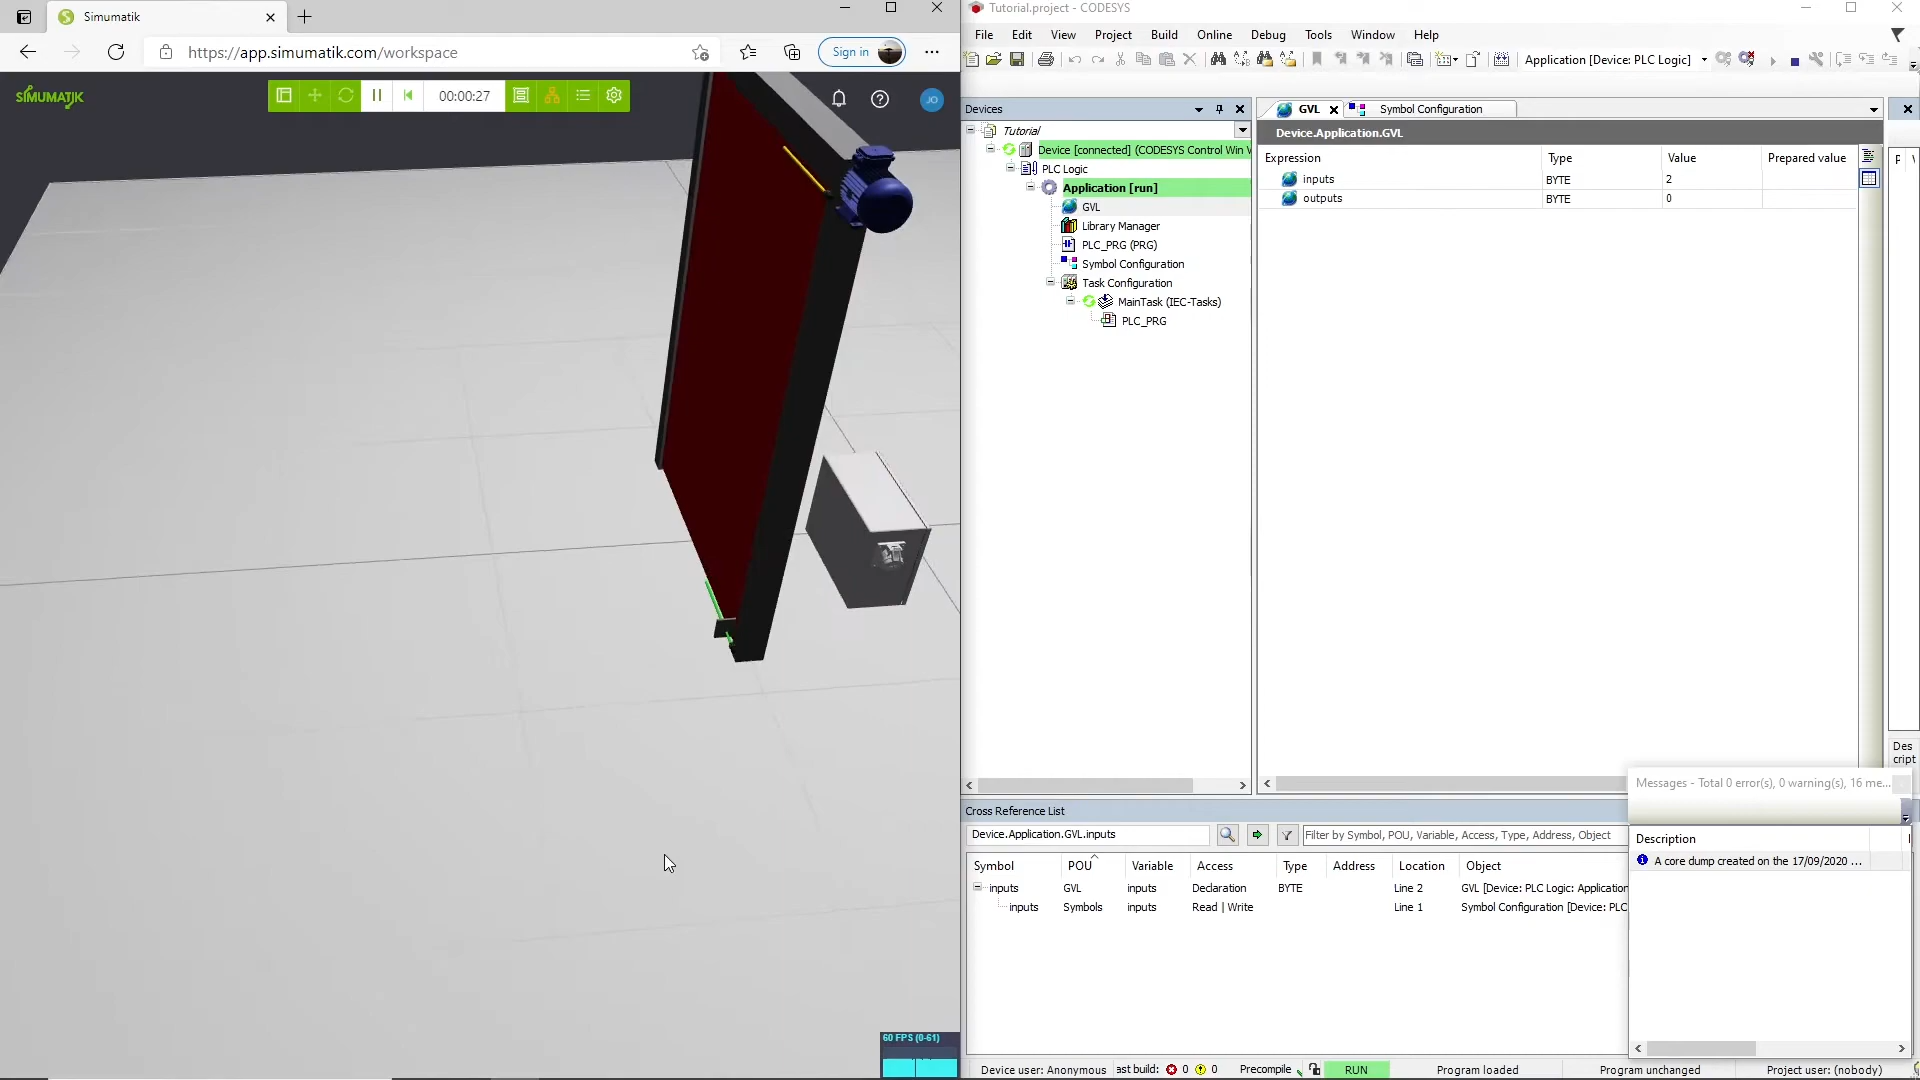 Simumatik
https://app.simumatik.com/workspace
Sign in
SIMUMATIK
00:00:27
JO
60 FPS (0-61)
Tutorial.project - CODESYS
File Edit View Project Build Online Debug Tools Window Help
Application [Device: PLC Logic]
Devices
Tutorial
Device [connected] (CODESYS Control Win V
PLC Logic
Application [run]
GVL
Library Manager
PLC_PRG (PRG)
Symbol Configuration
Task Configuration
MainTask (IEC-Tasks)
PLC_PRG
GVL Symbol Configuration
Device.Application.GVL
Expression Type Value Prepared value
inputs BYTE 2
outputs BYTE 0
Des
cript
Cross Reference List
Device.Application.GVL.inputs
Filter by Symbol, POU, Variable, Access, Type, Address, Object
Symbol POU Variable Access Type Address Location Object
inputs GVL inputs Declaration BYTE Line 2 GVL [Device: PLC Logic: Application
inputs Symbols inputs Read | Write Line 1 Symbol Configuration [Device: PLC
Messages - Total 0 error(s), 0 warning(s), 16 me...
Description
A core dump created on the 17/09/2020 ...
Device user: Anonymous ast build: 0 0 Precompile RUN Program loaded Program unchanged Project user: (nobody)